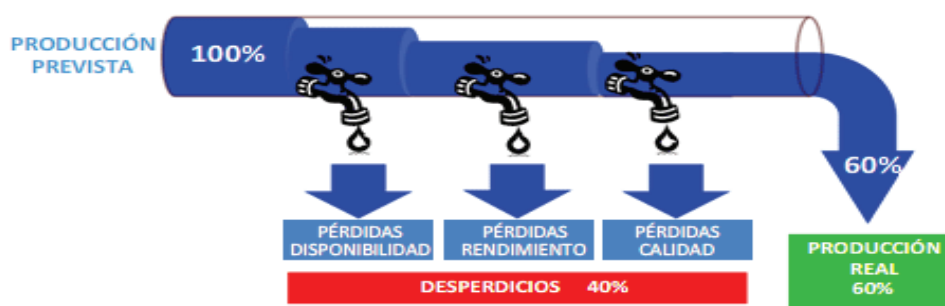 PRODUCCIÓN
PREVISTA
100%
60%
PÉRDIDAS
DISPONIBILIDAD
PÉRDIDAS
RENDIMIENTO
PÉRDIDAS
CALIDAD
DESPERDICIOS 40%
PRODUCCIÓN
REAL
60%